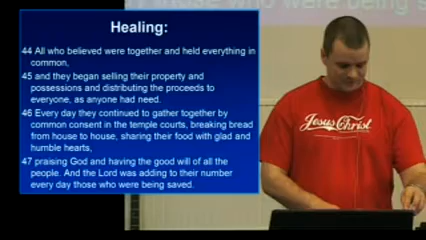 Healing:
44 All who believed were together and held everything in
common,
45 and they began selling their property and
possessions and distributing the proceeds to
everyone, as anyone had need.
46 Every day they continued to gather together by
common consent in the temple courts, breaking bread
from house to house, sharing their food with glad and
humble hearts,
47 praising God and having the good will of all the
people. And the Lord was adding to their number
every day those who were being saved.
who were being s
Jesus Christ